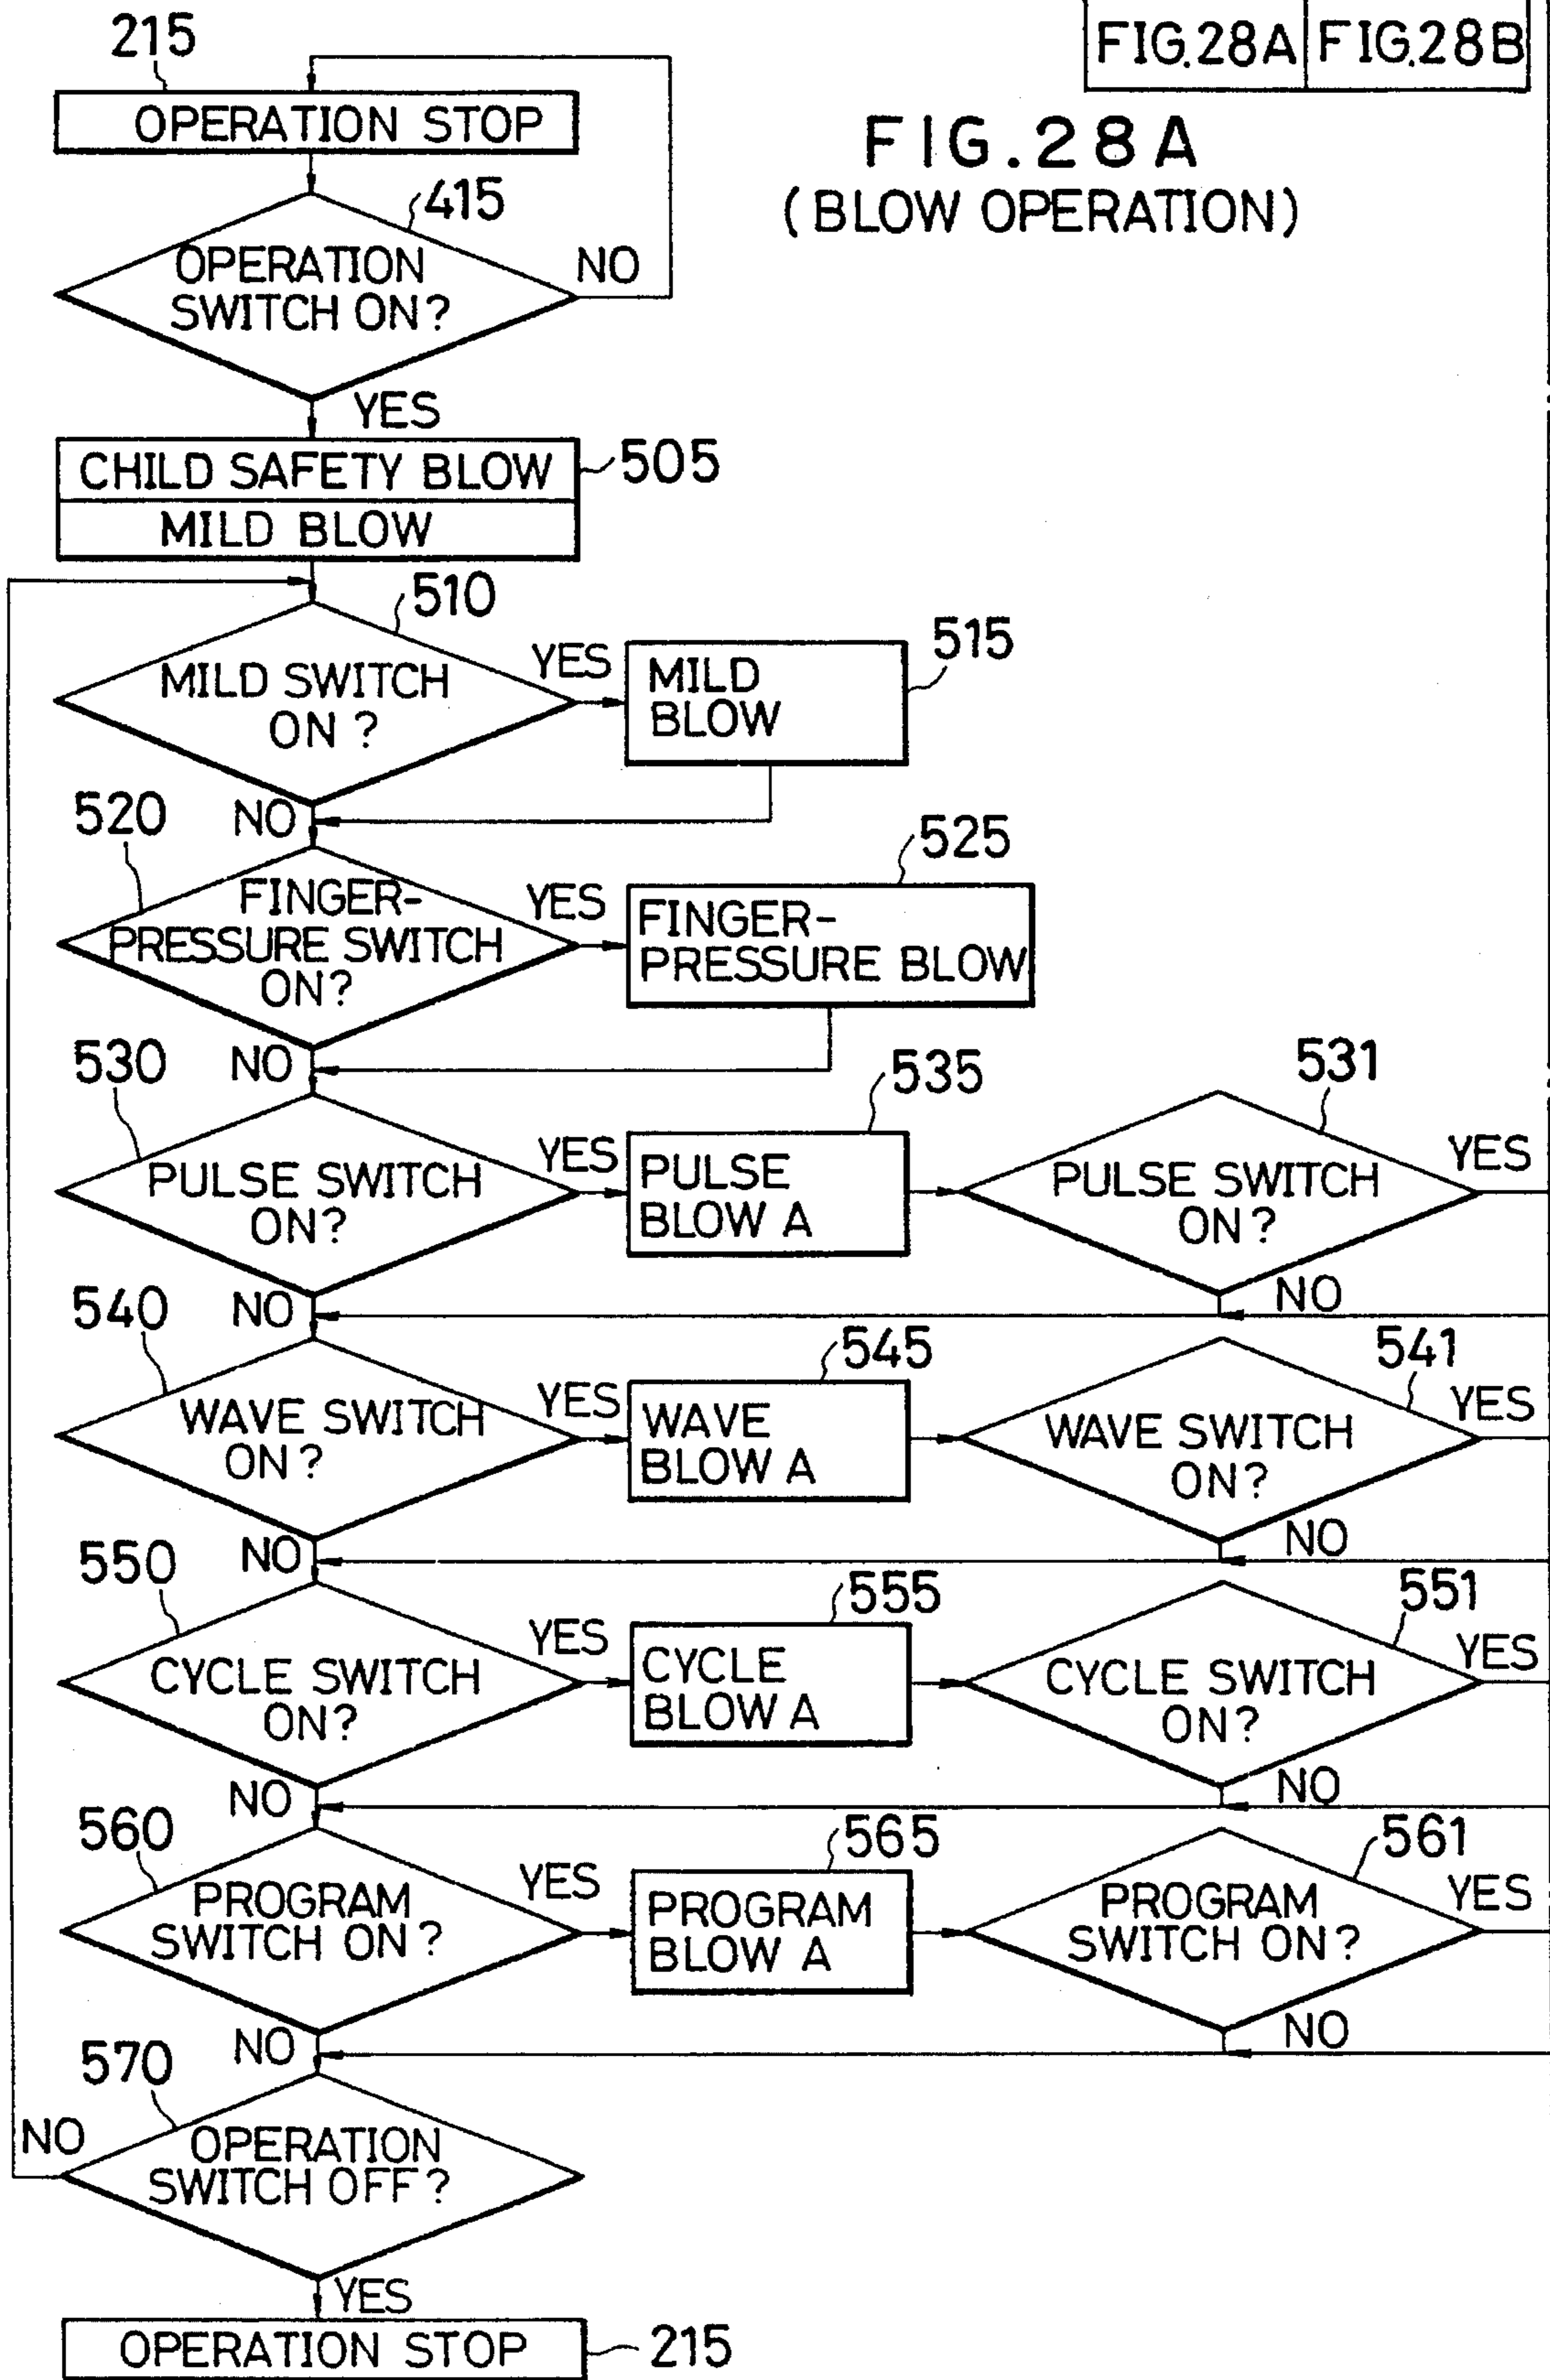 FIG.28A FIG.28B
FIG.28A
(BLOW OPERATION)
215
OPERATION STOP
415
OPERATION
SWITCH ON?
NO
YES
CHILD SAFETY BLOW
505
MILD BLOW
510
MILD SWITCH
ON?
YES
515
MILD
BLOW
NO
520
FINGER-
PRESSURE SWITCH
ON?
YES
525
FINGER-
PRESSURE BLOW
NO
530
PULSE SWITCH
ON?
YES
535
PULSE
BLOW A
531
PULSE SWITCH
ON?
YES
NO
NO
540
WAVE SWITCH
ON?
YES
545
WAVE
BLOW A
541
WAVE SWITCH
ON?
YES
NO
NO
550
CYCLE SWITCH
ON?
YES
555
CYCLE
BLOW A
551
CYCLE SWITCH
ON?
YES
NO
NO
560
PROGRAM
SWITCH ON?
YES
565
PROGRAM
BLOW A
561
PROGRAM
SWITCH ON?
YES
NO
NO
570
OPERATION
SWITCH OFF?
NO
YES
OPERATION STOP
215